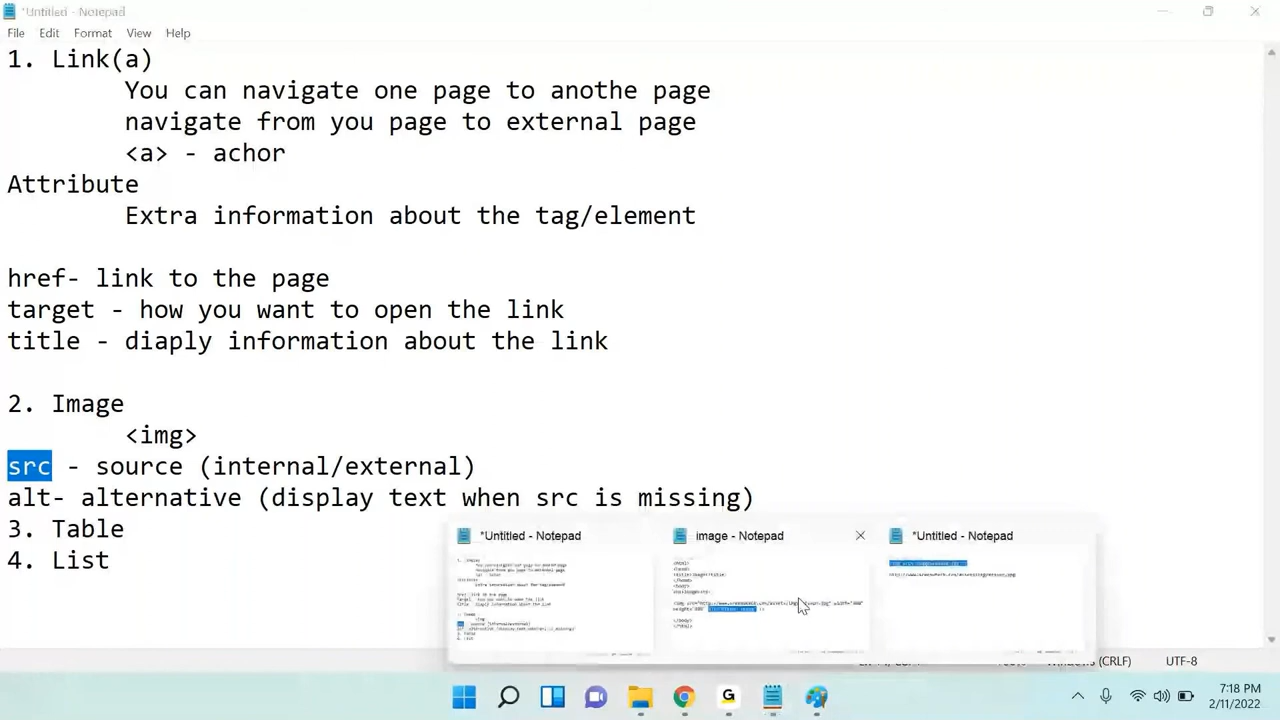 *Untitled - Notepad
File Edit Format View Help
1. Link(a)
You can navigate one page to anothe page
navigate from you page to external page
<a> - achor
Attribute
Extra information about the tag/element
href- link to the page
target - how you want to open the link
title - diaply information about the link
2. Image
<img>
src - source (internal/external)
alt- alternative (display text when src is missing)
3. Table
4. List
*Untitled - Notepad
image - Notepad
*Untitled - Notepad
(CRLF)
UTF-8
7:18 PM
2/11/2022